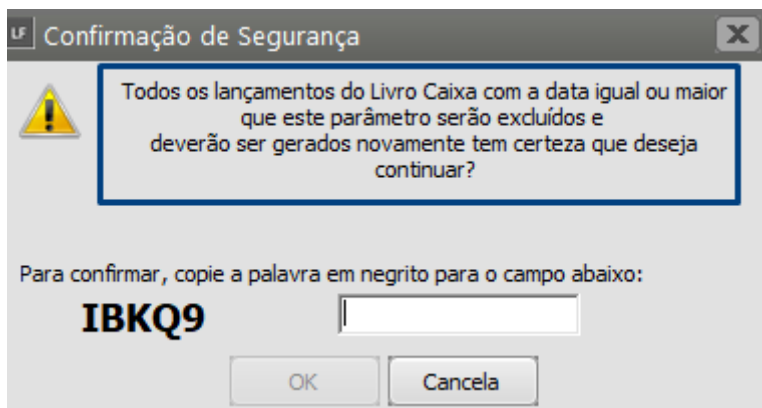 LF Confirmação de Segurança
Todos os lançamentos do Livro Caixa com a data igual ou maior
que este parâmetro serão excluídos e
deverão ser gerados novamente tem certeza que deseja
continuar?
Para confirmar, copie a palavra em negrito para o campo abaixo:
IBKQ9
OK Cancela